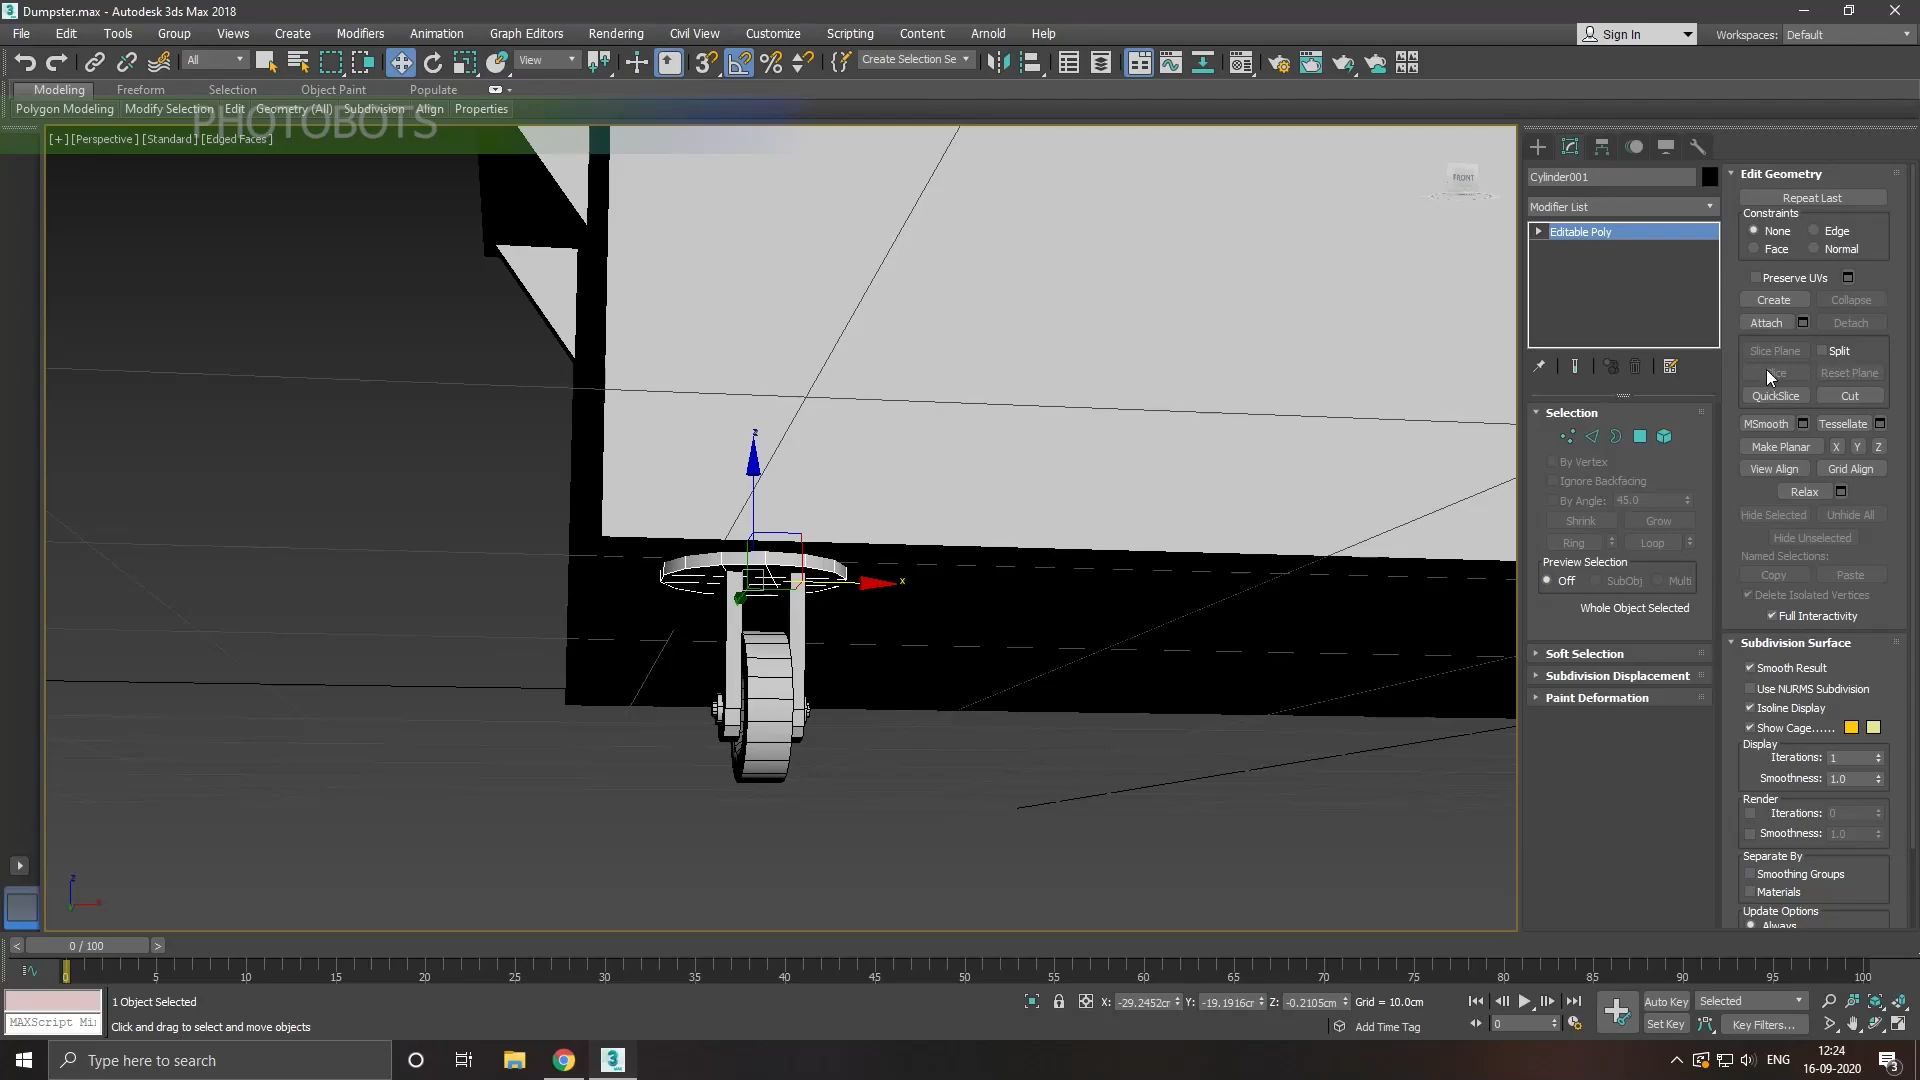 Dumpster.max - Autodesk 3ds Max 2018
File Edit Tools Group Views Create Modifiers Animation Graph Editors Rendering Civil View Customize Scripting Content Arnold Help
Sign In Workspaces: Default
All View Create Selection Se
Modeling Freeform Selection Object Paint Populate
Polygon Modeling Modify Selection Edit Geometry (All) Subdivision Align Properties
PHOTOBOTS
[+] [Perspective] [Standard] [Edged Faces]
FRONT
Cylinder001
Modifier List
Editable Poly
Selection
By Vertex
Ignore Backfacing
By Angle: 45.0
Shrink Grow
Ring Loop
Preview Selection
Off SubObj Multi
Whole Object Selected
Soft Selection
Subdivision Displacement
Paint Deformation
Edit Geometry
Repeat Last
Constraints
None Edge
Face Normal
Preserve UVs
Create Collapse
Attach Detach
Slice Plane Split
Reset Plane
QuickSlice Cut
MSmooth Tessellate
Make Planar X Y Z
View Align Grid Align
Relax
Hide Selected Unhide All
Hide Unselected
Named Selections:
Copy Paste
Delete Isolated Vertices
Full Interactivity
Subdivision Surface
Smooth Result
Use NURMS Subdivision
Isoline Display
Show Cage......
Display
Iterations: 1
Smoothness: 1.0
Render
Iterations: 0
Smoothness: 1.0
Separate By
Smoothing Groups
Materials
Update Options
Always
z
x
z
< 0 / 100 >
0 5 10 15 20 25 30 35 40 45 50 55 60 65 70 75 80 85 90 95 100
1 Object Selected X: -29.2452cr Y: -19.1916cr Z: -0.2105cm Grid = 10.0cm Auto Key Selected
MAXScript Mi Click and drag to select and move objects Add Time Tag 0 Set Key Key Filters...
Type here to search
ENG
12:24
16-09-2020
3